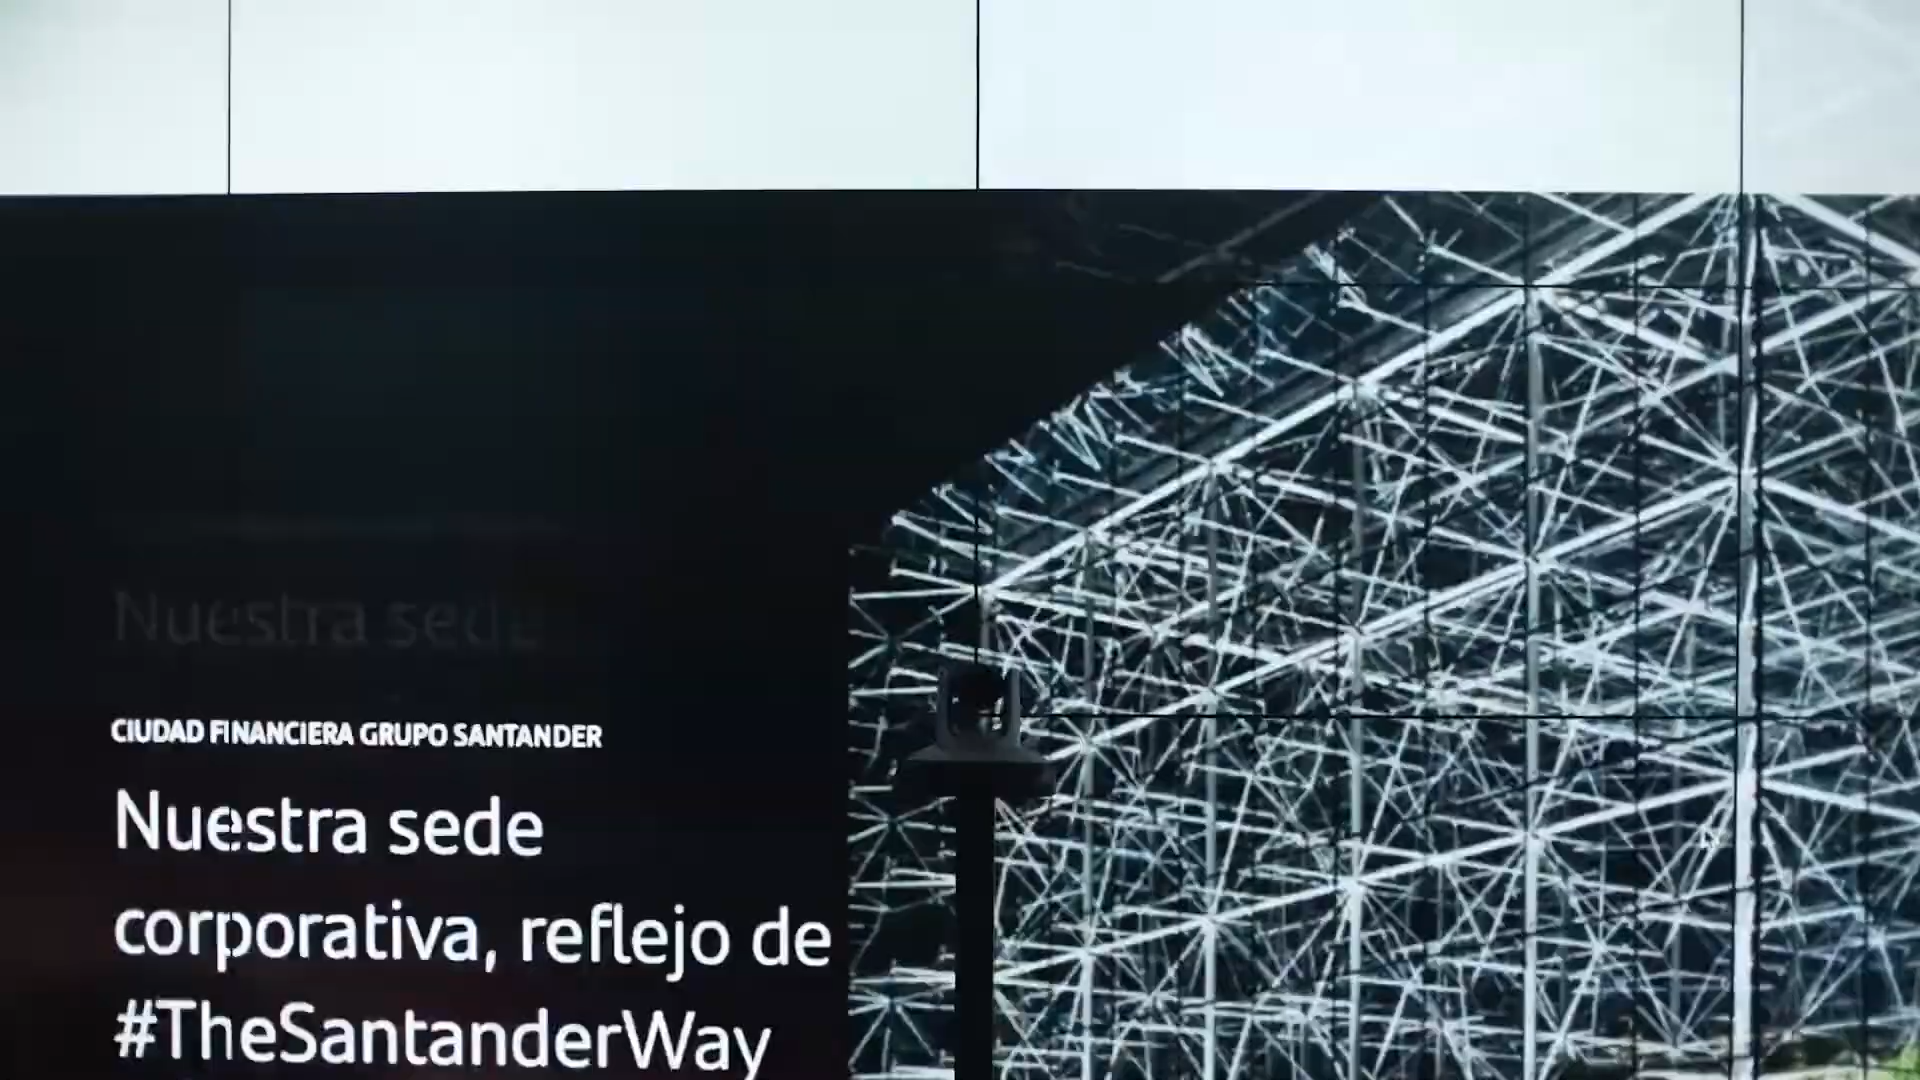 Nuestra sede
CIUDAD FINANCIERA GRUPO SANTANDER
Nuestra sede
corporativa, reflejo de
#TheSantanderWay